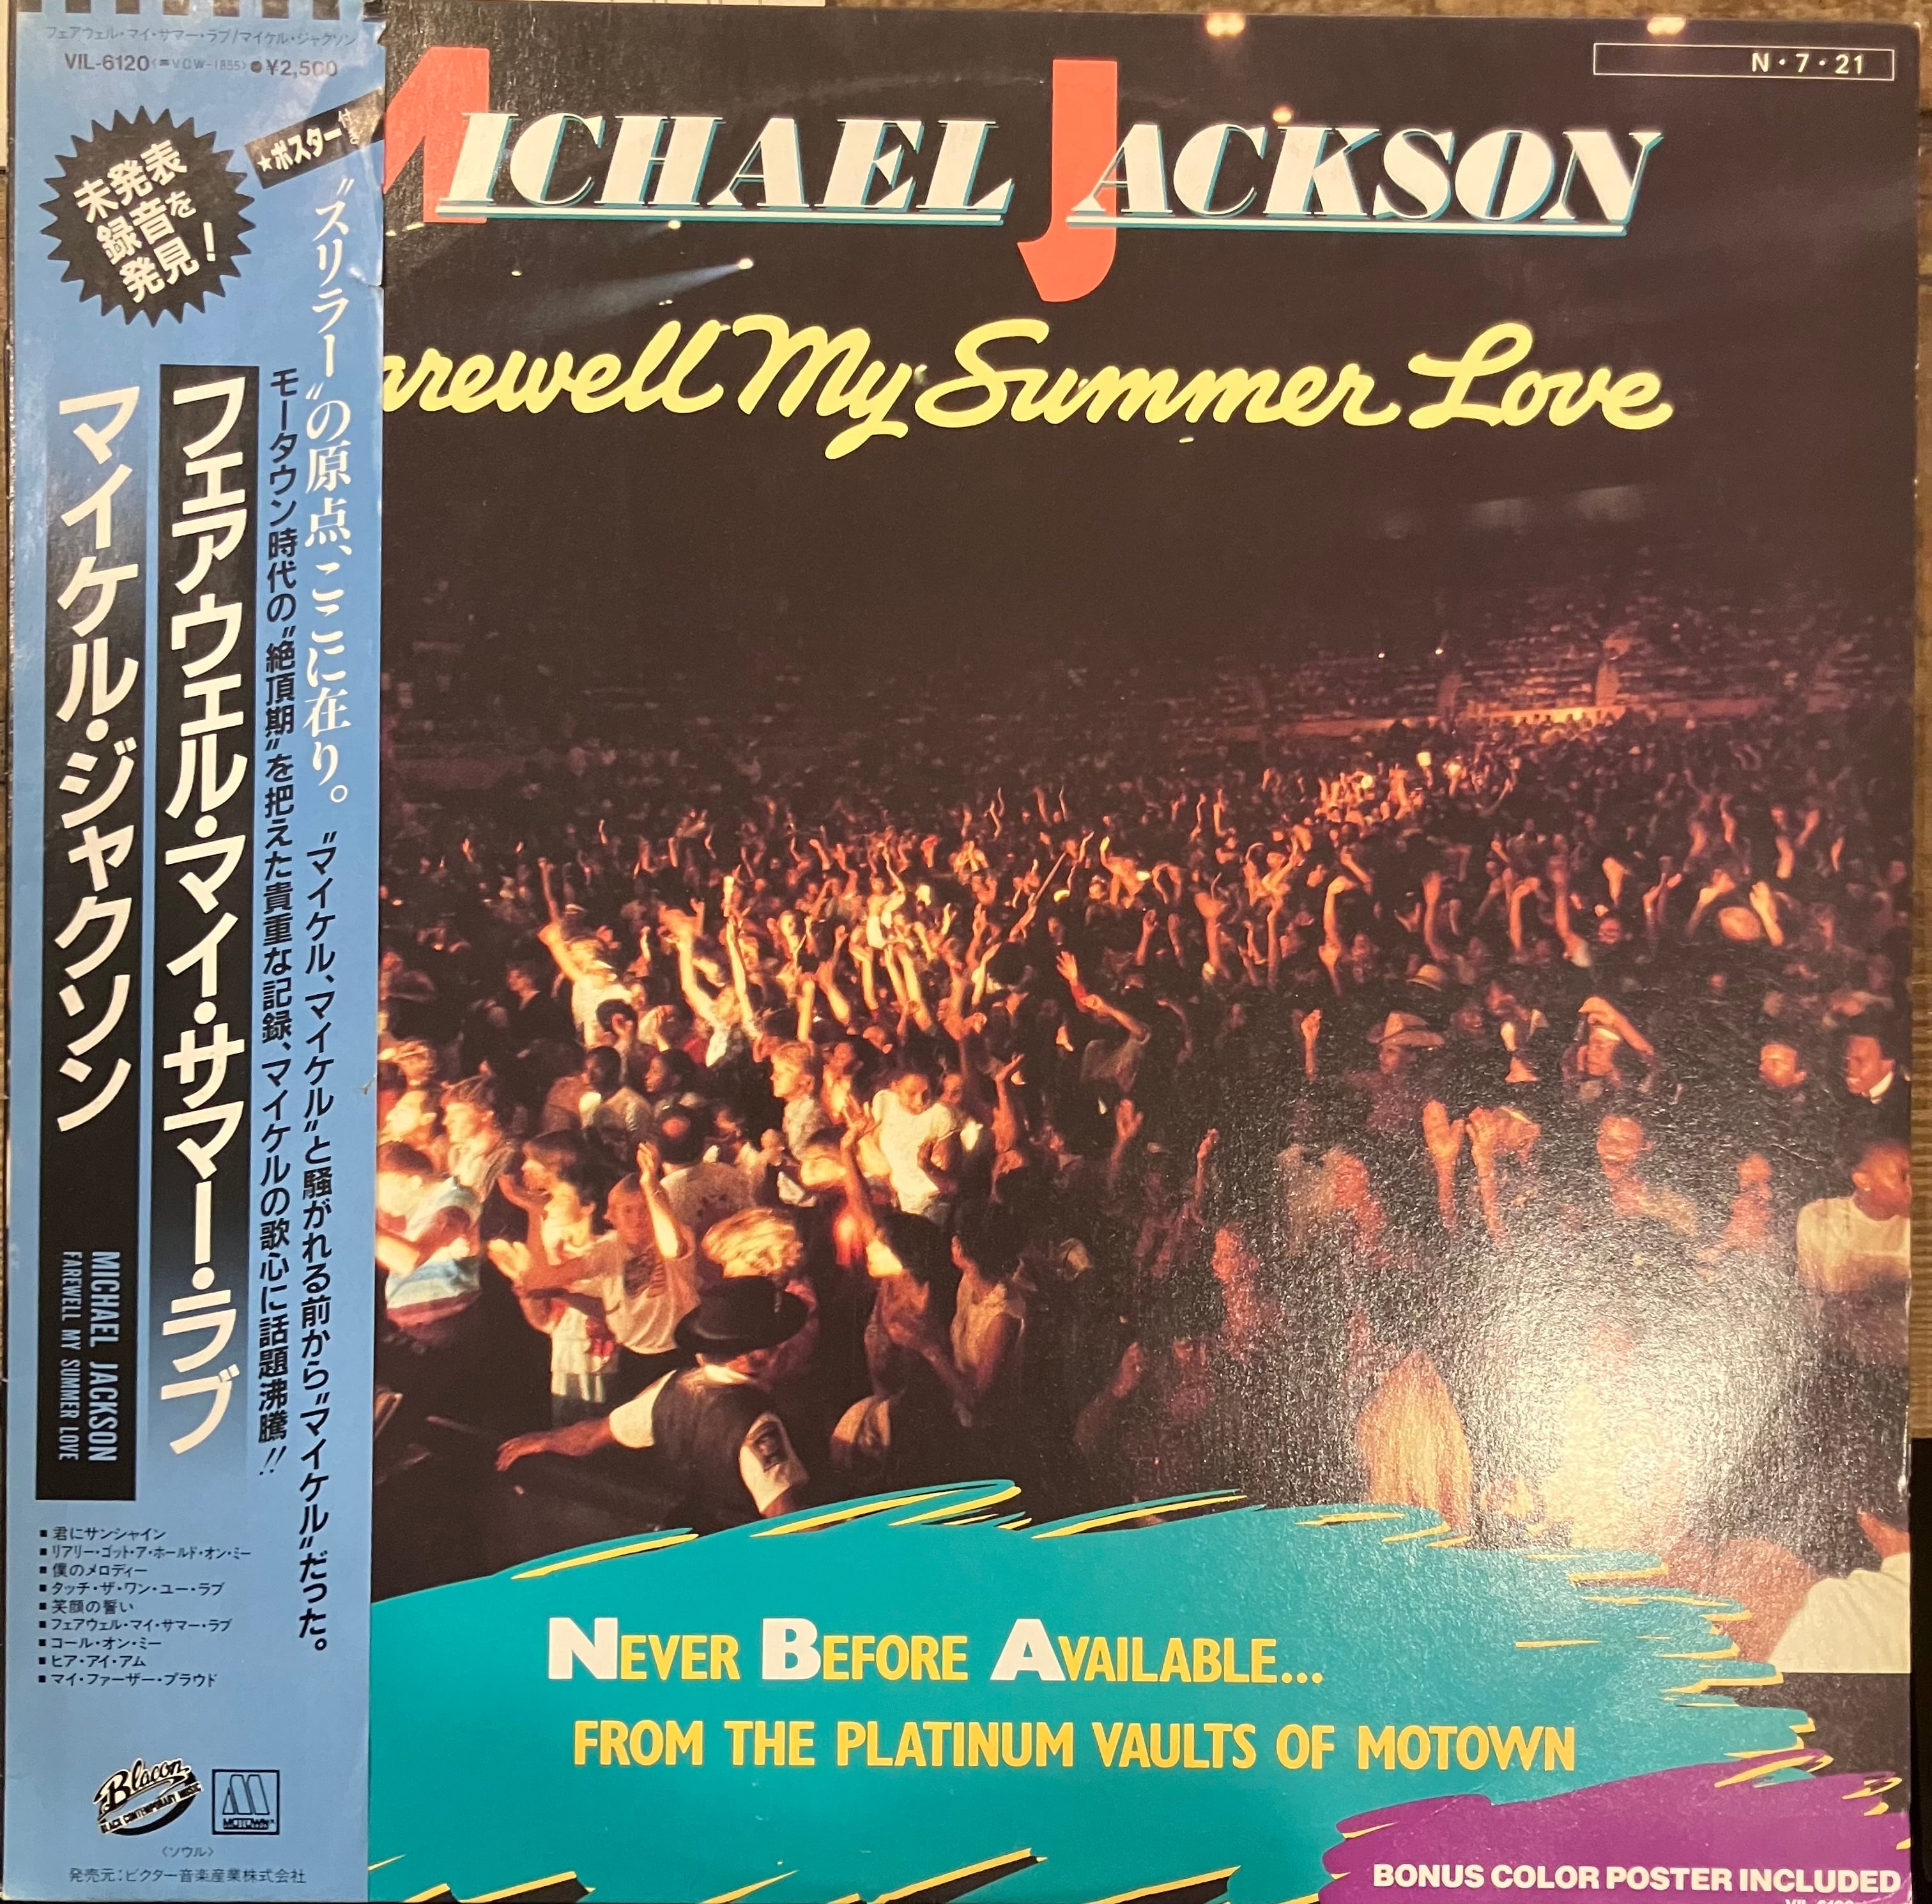 フェアウェル・マイ・サマー・ラブ/マイケル・ジャクソン
VIL-6120 VCW-1855 ¥2,500
★ポスター付き
未発表
録音を
発見！
〝スリラー〟の原点、ここに在り。
〝マイケル、マイケル〟と騒がれる前から〝マイケル〟だった。
モータウン時代の〝絶頂期〟を把えた貴重な記録、マイケルの歌心に話題沸騰!!
フェアウェル・マイ・サマー・ラブ
マイケル・ジャクソン
MICHAEL JACKSON
FAREWELL MY SUMMER LOVE
■君にサンシャイン
■リアリー・ゴット・ア・ホールド・オン・ミー
■僕のメロディー
■タッチ・ザ・ワン・ユー・ラブ
■笑顔の誓い
■フェアウェル・マイ・サマー・ラブ
■コール・オン・ミー
■ヒア・アイ・アム
■マイ・ファーザー・プラウド
Blacon
BLACK CONTEMPORARY MUSIC
M
MOTOWN
〈ソウル〉
発売元：ビクター音楽産業株式会社
N・7・21
MICHAEL JACKSON
arewell My Summer Love
NEVER BEFORE AVAILABLE...
FROM THE PLATINUM VAULTS OF MOTOWN
BONUS COLOR POSTER INCLUDED